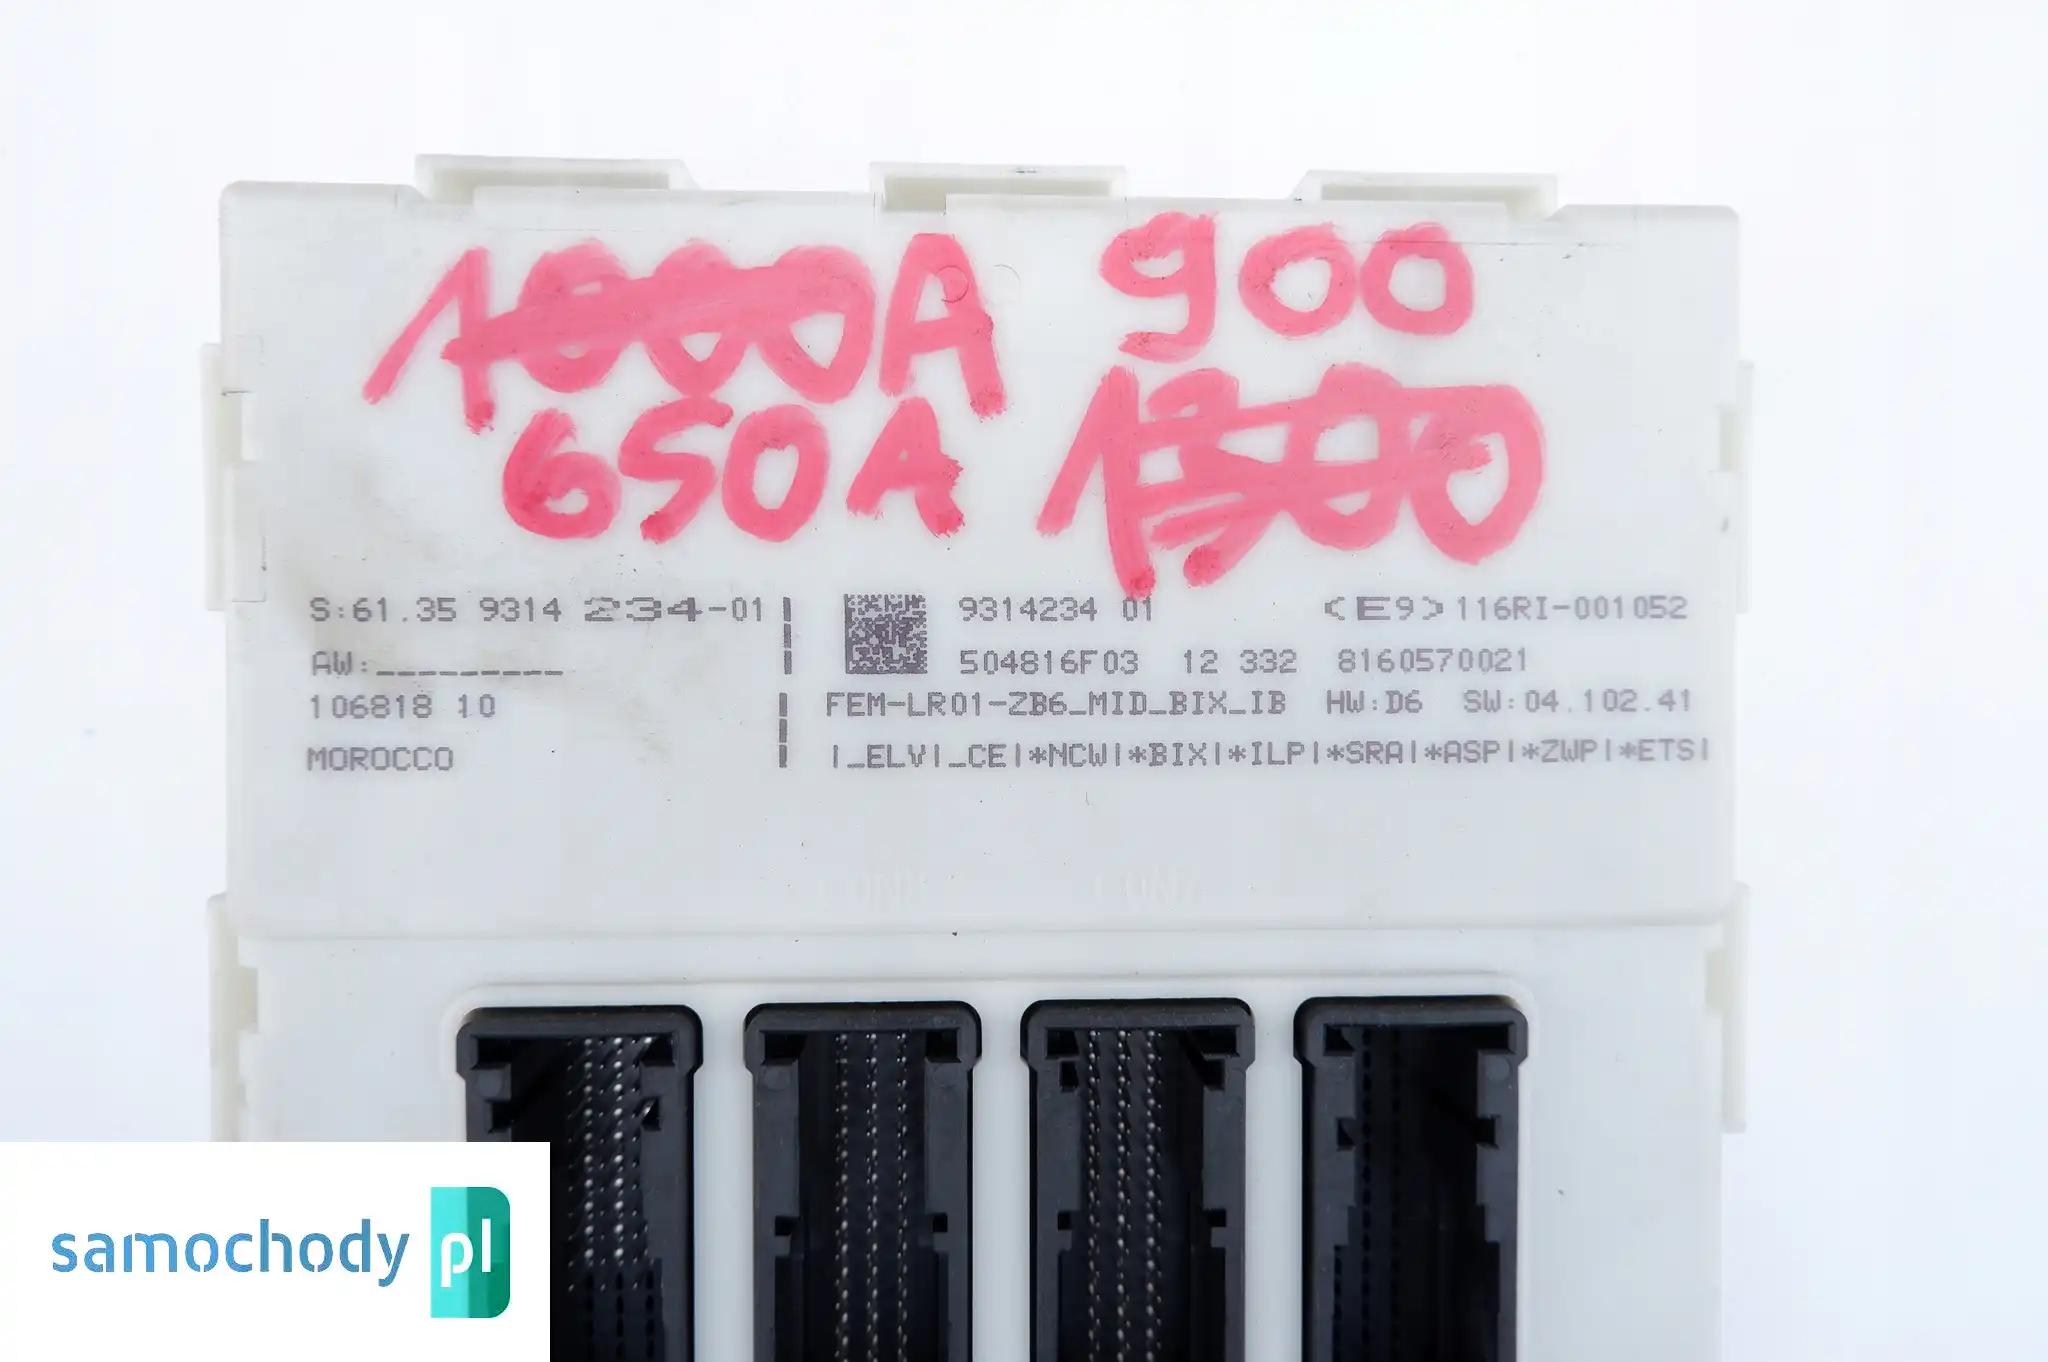 1000A 900
650A 1300
S:61.35 9314 234-01
AW:_________
106818 10
MOROCCO
9314234 01 <E9> 116RI-001052
504816F03 12 332 8160570021
FEM-LR01-ZB6_MID_BIX_IB HW:D6 SW:04.102.41
|_ELV|_CE|*NCW|*BIX|*ILP|*SRA|*ASP|*ZWP|*ETS|
samochody pl